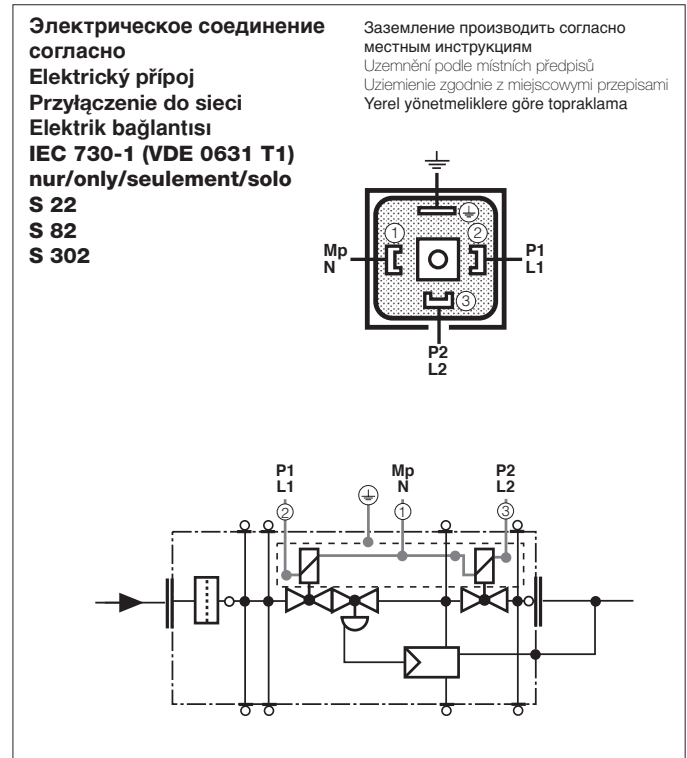 Электрическое соединение
согласно
Elektrický přípoj
Przyłączenie do sieci
Elektrik bağlantısı
IEC 730-1 (VDE 0631 T1)
nur/only/seulement/solo
S 22
S 82
S 302
Заземление производить согласно
местным инструкциям
Uzemnění podle místních předpisů
Uziemienie zgodnie z miejscowymi przepisami
Yerel yönetmeliklere göre topraklama
1 2
Mp P1
N L1
3
P2
L2
P1 Mp P2
L1 N L2
2 1 3